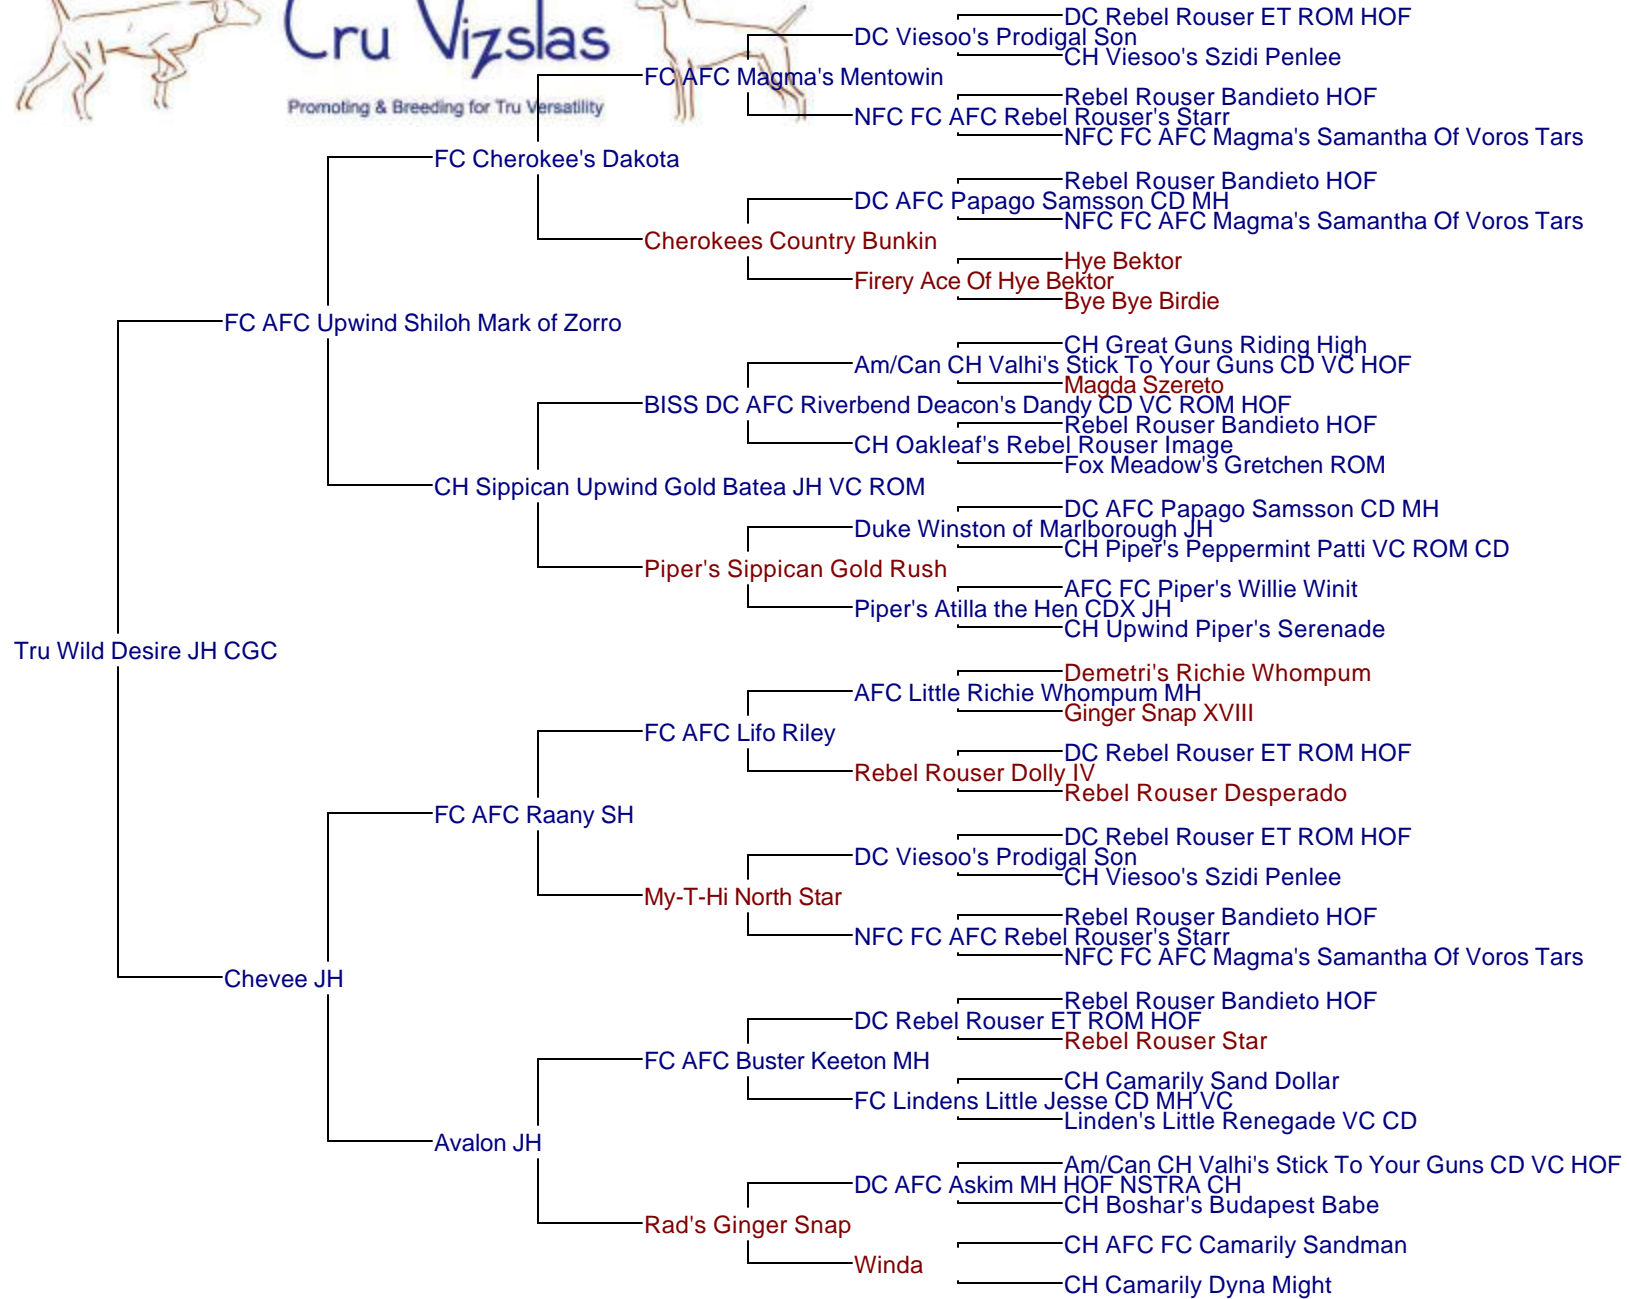 Cru Vizslas
Promoting & Breeding for Tru Versatility
DC Rebel Rouser ET ROM HOF
DC Viesoo's Prodigal Son
CH Viesoo's Szidi Penlee
FC AFC Magma's Mentowin
Rebel Rouser Bandieto HOF
NFC FC AFC Rebel Rouser's Starr
NFC FC AFC Magma's Samantha Of Voros Tars
FC Cherokee's Dakota
Rebel Rouser Bandieto HOF
DC AFC Papago Samsson CD MH
NFC FC AFC Magma's Samantha Of Voros Tars
Cherokees Country Bunkin
Hye Bektor
Firery Ace Of Hye Bektor
Bye Bye Birdie
FC AFC Upwind Shiloh Mark of Zorro
CH Great Guns Riding High
Am/Can CH Valhi's Stick To Your Guns CD VC HOF
Magda Szereto
BISS DC AFC Riverbend Deacon's Dandy CD VC ROM HOF
Rebel Rouser Bandieto HOF
CH Oakleaf's Rebel Rouser Image
Fox Meadow's Gretchen ROM
CH Sippican Upwind Gold Batea JH VC ROM
DC AFC Papago Samsson CD MH
Duke Winston of Marlborough JH
CH Piper's Peppermint Patti VC ROM CD
Piper's Sippican Gold Rush
AFC FC Piper's Willie Winit
Piper's Atilla the Hen CDX JH
CH Upwind Piper's Serenade
Tru Wild Desire JH CGC
Demetri's Richie Whompum
AFC Little Richie Whompum MH
Ginger Snap XVIII
FC AFC Lifo Riley
DC Rebel Rouser ET ROM HOF
Rebel Rouser Dolly IV
Rebel Rouser Desperado
FC AFC Raany SH
DC Rebel Rouser ET ROM HOF
DC Viesoo's Prodigal Son
CH Viesoo's Szidi Penlee
My-T-Hi North Star
Rebel Rouser Bandieto HOF
NFC FC AFC Rebel Rouser's Starr
NFC FC AFC Magma's Samantha Of Voros Tars
Chevee JH
Rebel Rouser Bandieto HOF
DC Rebel Rouser ET ROM HOF
Rebel Rouser Star
FC AFC Buster Keeton MH
CH Camarily Sand Dollar
FC Lindens Little Jesse CD MH VC
Linden's Little Renegade VC CD
Avalon JH
Am/Can CH Valhi's Stick To Your Guns CD VC HOF
DC AFC Askim MH HOF NSTRA CH
CH Boshar's Budapest Babe
Rad's Ginger Snap
CH AFC FC Camarily Sandman
Winda
CH Camarily Dyna Might